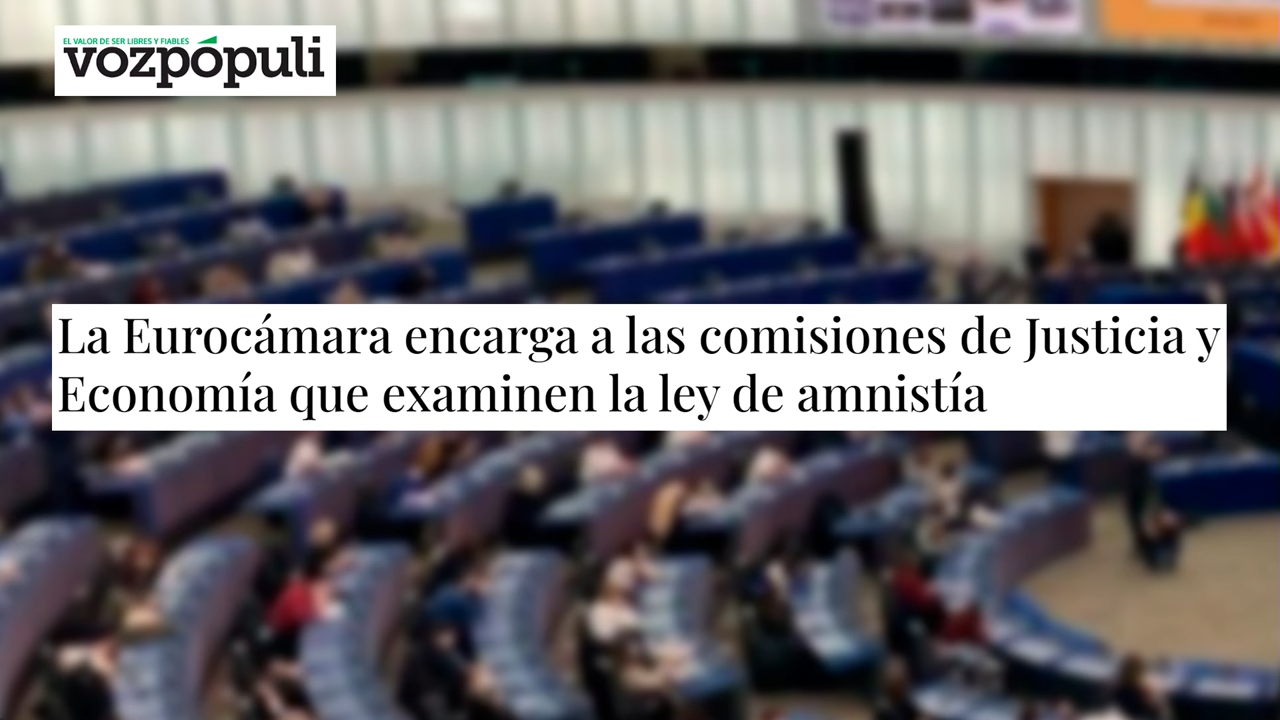 EL VALOR DE SER LIBRES Y FIABLES
vozpópuli
La Eurocámara encarga a las comisiones de Justicia y
Economía que examinen la ley de amnistía